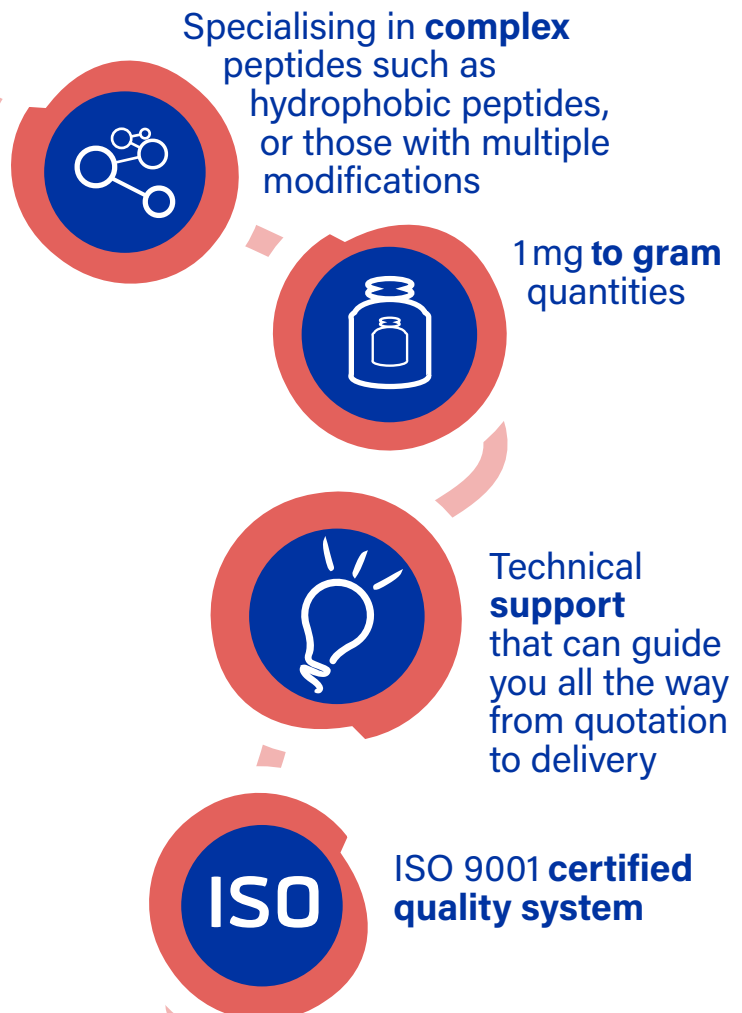 Specialising in complex
peptides such as
hydrophobic peptides,
or those with multiple
modifications
1mg to gram
quantities
Technical
support
that can guide
you all the way
from quotation
to delivery
ISO
ISO 9001 certified
quality system